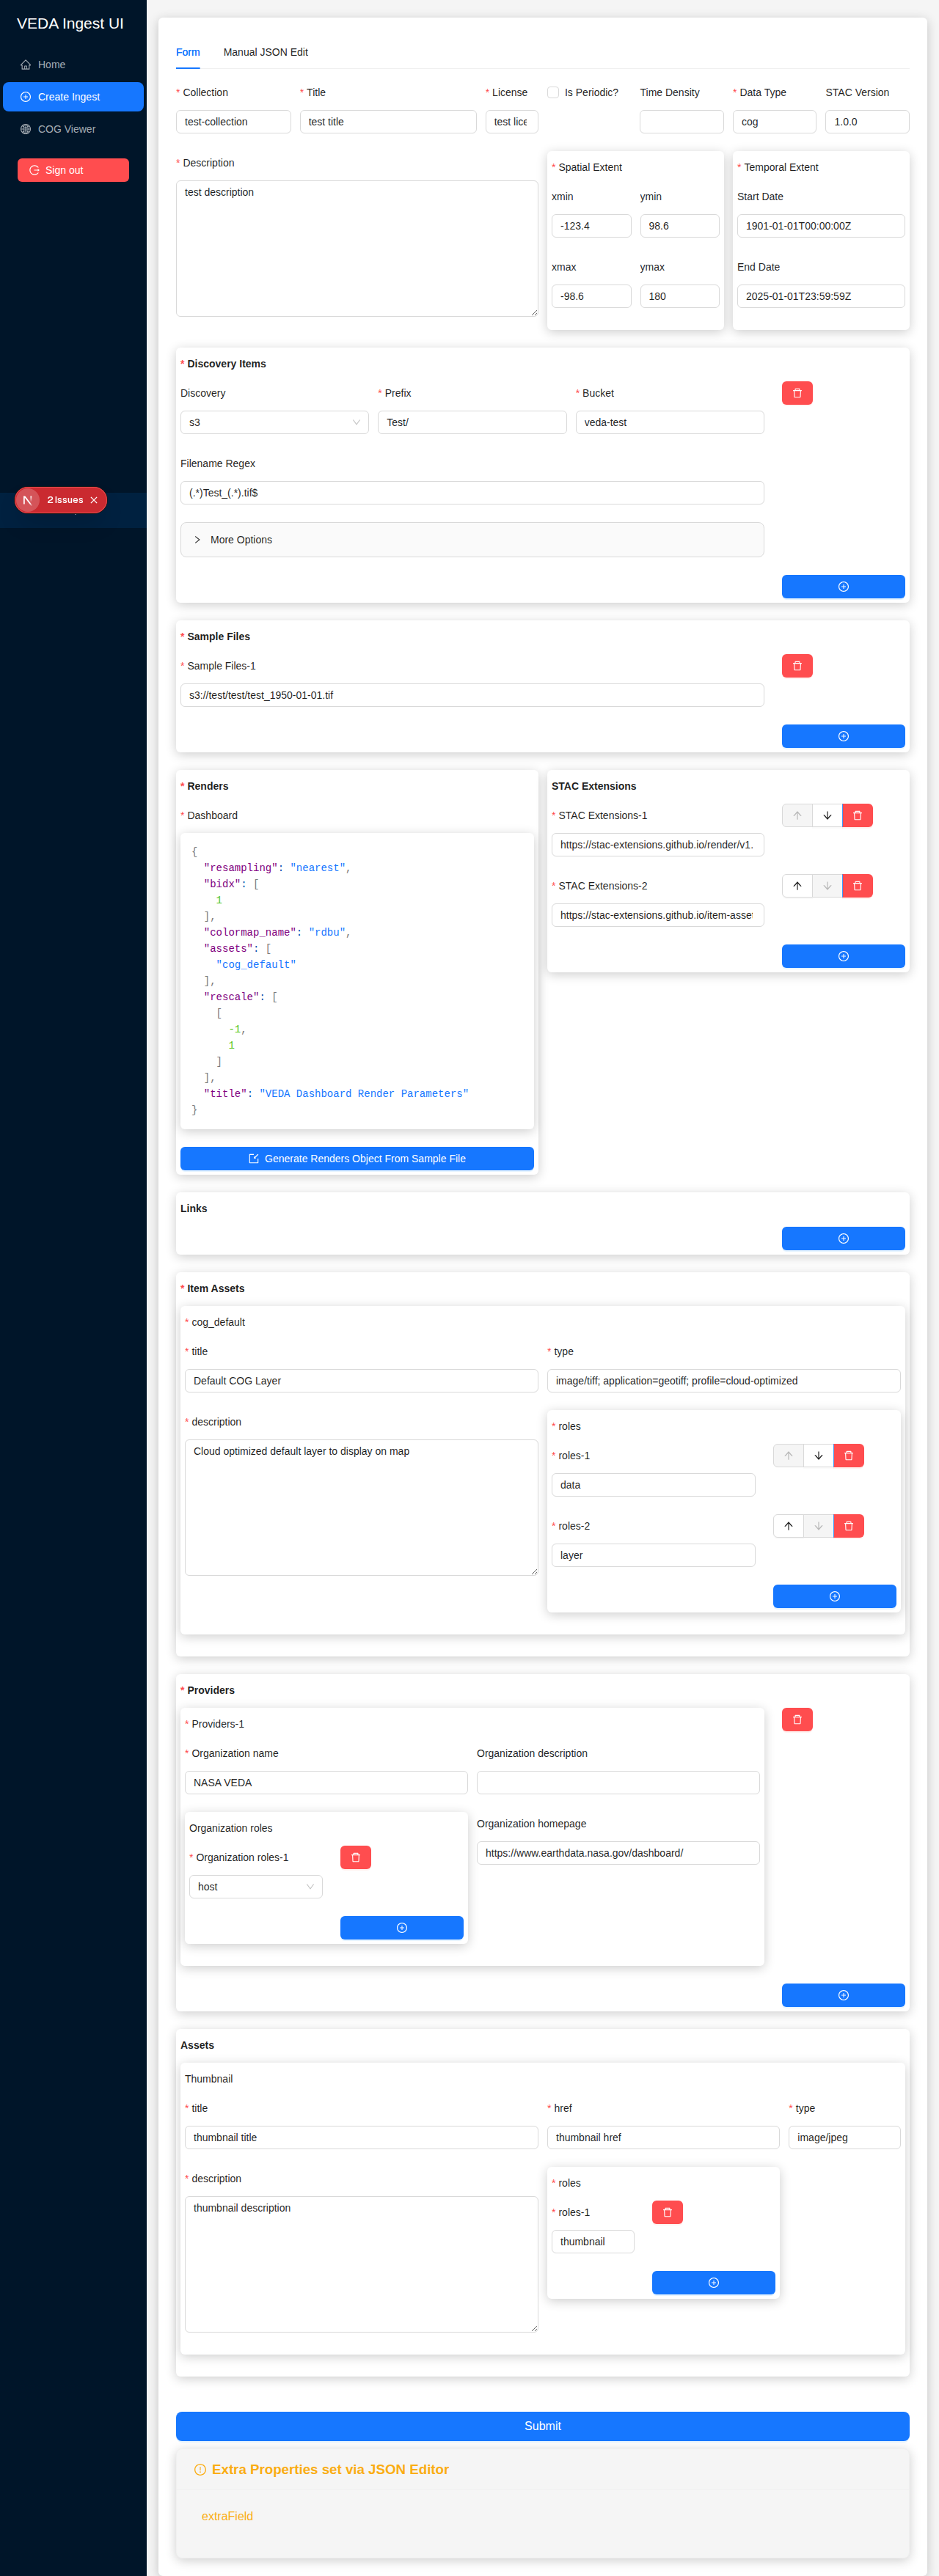 VEDA Ingest UI
Home
Create Ingest
COG Viewer
Sign out
2 Issues
Form
Manual JSON Edit
* Collection
* Title
* License
Is Periodic?
Time Density
* Data Type
STAC Version
test-collection
test title
test lice
cog
1.0.0
* Description
test description
* Spatial Extent
xmin
ymin
-123.4
98.6
xmax
ymax
-98.6
180
* Temporal Extent
Start Date
1901-01-01T00:00:00Z
End Date
2025-01-01T23:59:59Z
* Discovery Items
Discovery
* Prefix
* Bucket
s3
Test/
veda-test
Filename Regex
(.*)Test_(.*).tif$
More Options
* Sample Files
* Sample Files-1
s3://test/test/test_1950-01-01.tif
* Renders
* Dashboard
{
"resampling": "nearest",
"bidx": [
1
],
"colormap_name": "rdbu",
"assets": [
"cog_default"
],
"rescale": [
[
-1,
1
]
],
"title": "VEDA Dashboard Render Parameters"
}
Generate Renders Object From Sample File
STAC Extensions
* STAC Extensions-1
https://stac-extensions.github.io/render/v1.
* STAC Extensions-2
https://stac-extensions.github.io/item-asset
Links
* Item Assets
* cog_default
* title
* type
Default COG Layer
image/tiff; application=geotiff; profile=cloud-optimized
* description
Cloud optimized default layer to display on map
* roles
* roles-1
data
* roles-2
layer
* Providers
* Providers-1
* Organization name
Organization description
NASA VEDA
Organization roles
* Organization roles-1
host
Organization homepage
https://www.earthdata.nasa.gov/dashboard/
Assets
Thumbnail
* title
* href
* type
thumbnail title
thumbnail href
image/jpeg
* description
thumbnail description
* roles
* roles-1
thumbnail
Submit
Extra Properties set via JSON Editor
extraField